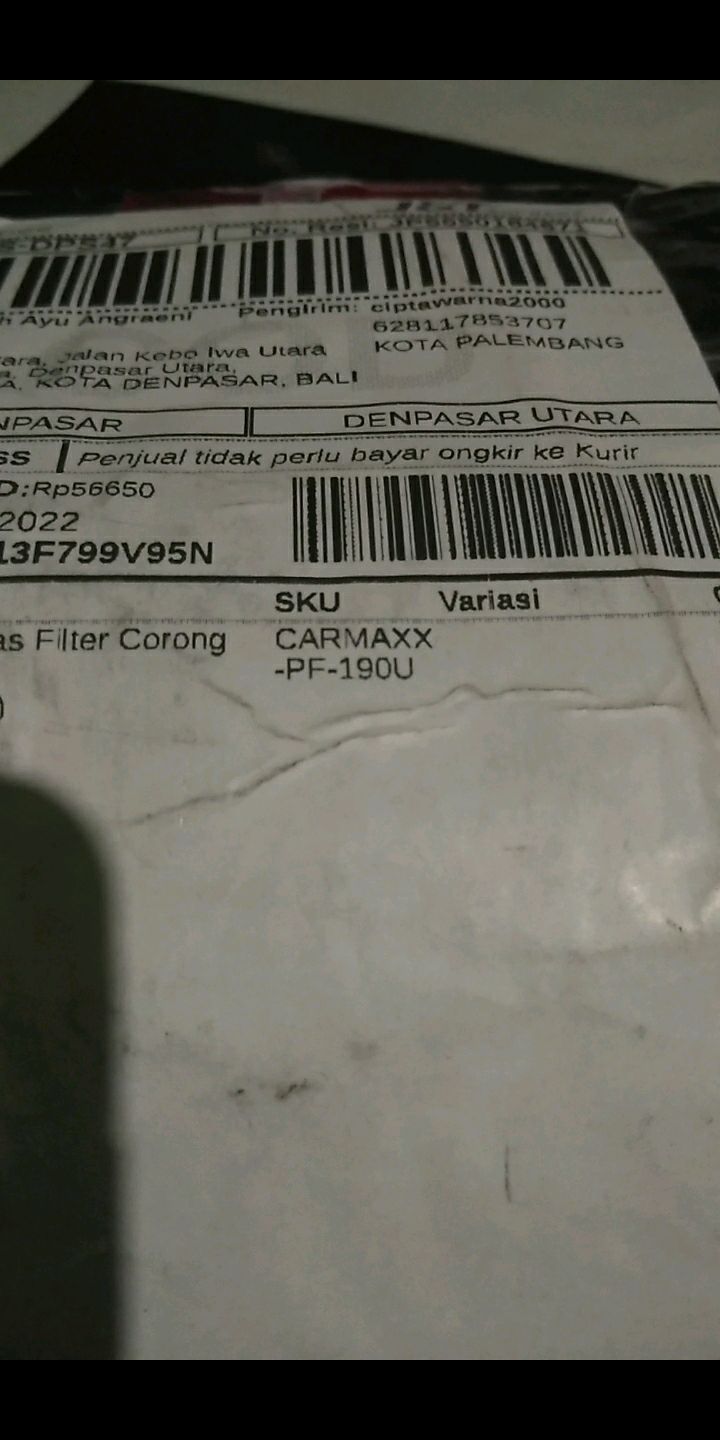 No. Resi:
h Ayu Angraeni
Pengirim: ciptawarna2000
628117853707
KOTA PALEMBANG
ara, Jalan Kebo Iwa Utara
a, Denpasar Utara,
A, KOTA DENPASAR, BALI
NPASAR
DENPASAR UTARA
ss
Penjual tidak perlu bayar ongkir ke Kurir
D:Rp56650
2022
13F799V95N
SKU Variasi
as Filter Corong CARMAXX
-PF-190U
)